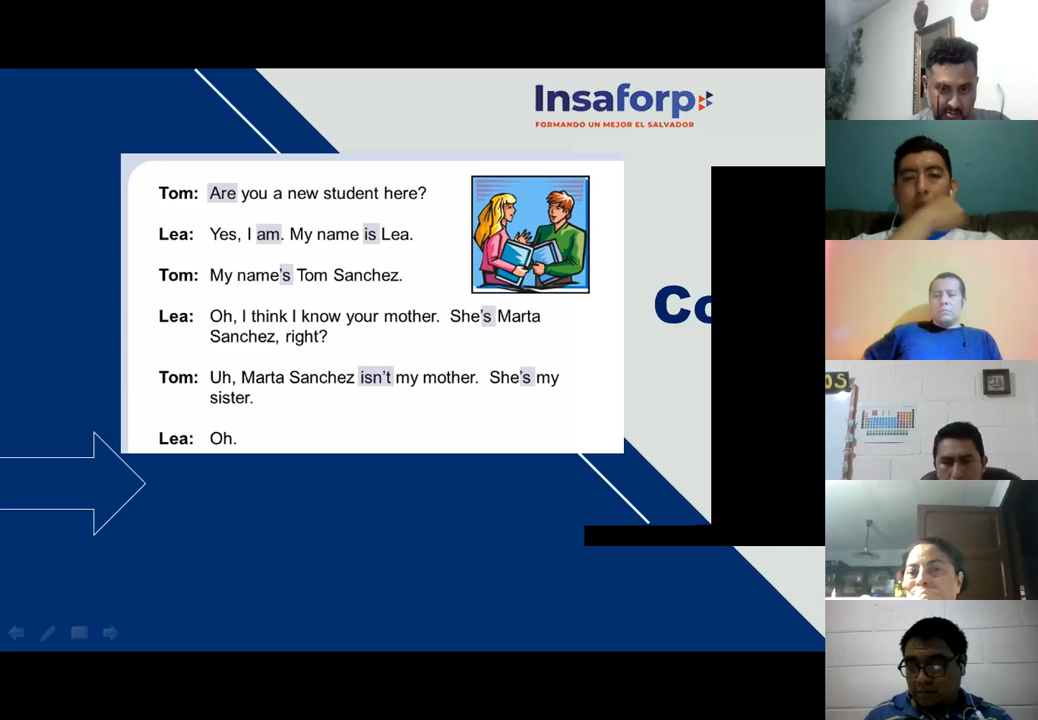 Insaforp
FORMANDO UN MEJOR EL SALVADOR
Tom: Are you a new student here?
Lea: Yes, I am. My name is Lea.
Tom: My name's Tom Sanchez.
Lea: Oh, I think I know your mother. She's Marta
Sanchez, right?
Tom: Uh, Marta Sanchez isn't my mother. She's my
sister.
Lea: Oh.